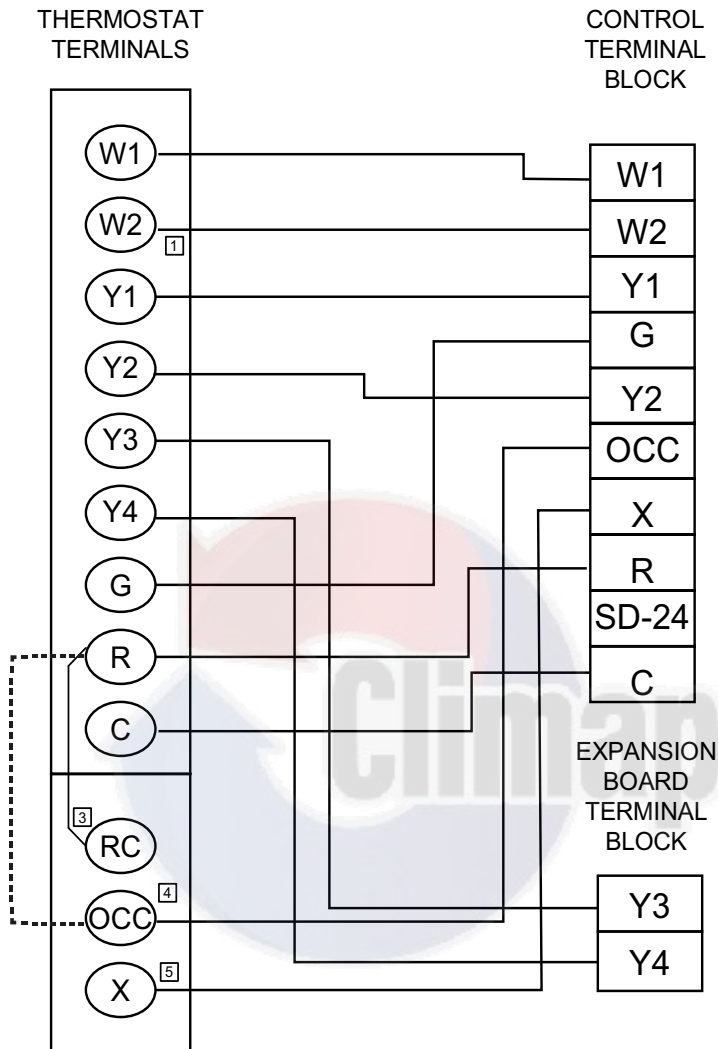 THERMOSTAT
TERMINALS
W1
W2
1
Y1
Y2
Y3
Y4
G
R
C
3
RC
4
OCC
5
X
CONTROL
TERMINAL
BLOCK
W1
W2
Y1
G
Y2
OCC
X
R
SD-24
C
EXPANSION
BOARD
TERMINAL
BLOCK
Y3
Y4
Climap